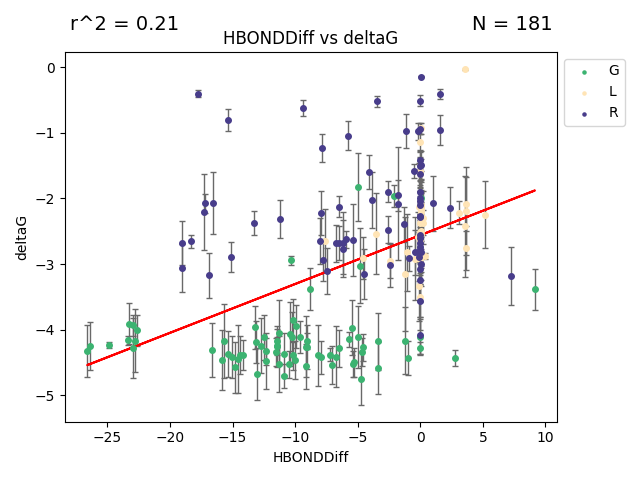 r^2 = 0.21
N = 181
HBONDDiff vs deltaG
G
L
R
deltaG
0
−1
−2
−3
−4
−5
−25
−20
−15
−10
−5
0
5
10
HBONDDiff